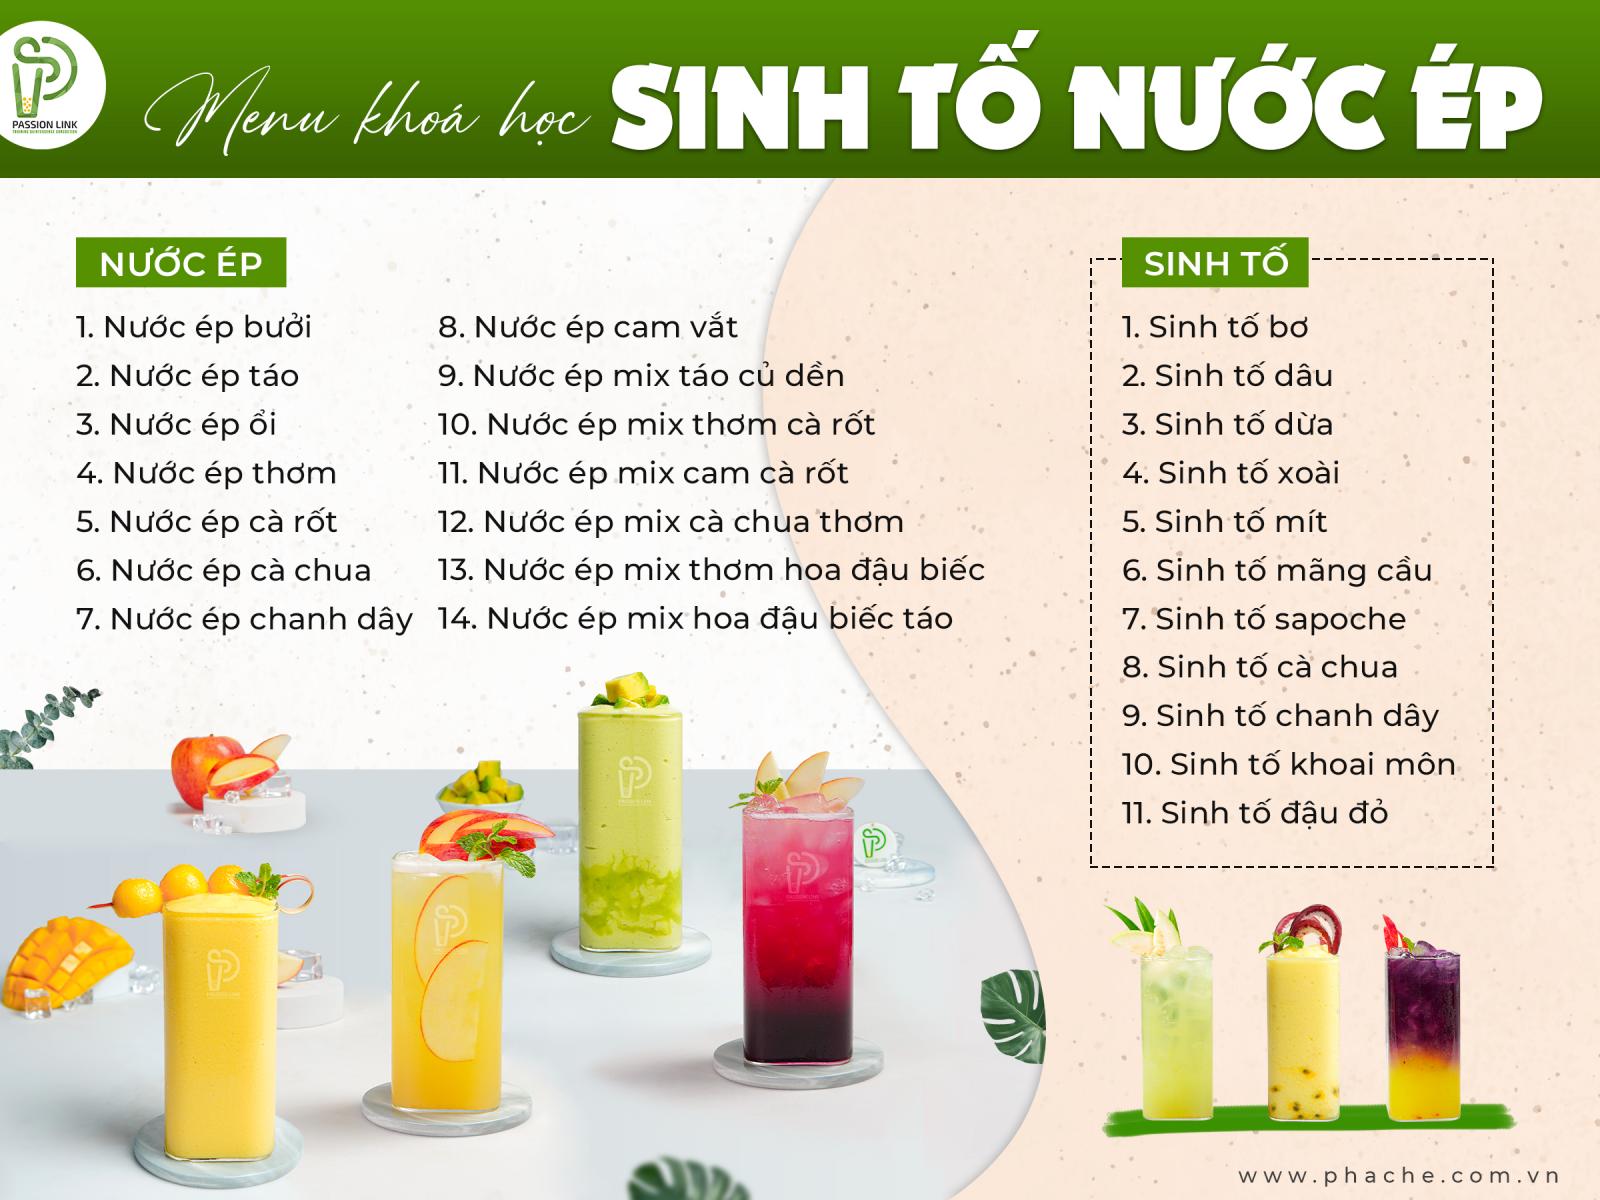 PASSION LINK
Menu khoá học SINH TỐ NƯỚC ÉP
NƯỚC ÉP
1. Nước ép bưởi
2. Nước ép táo
3. Nước ép ổi
4. Nước ép thơm
5. Nước ép cà rốt
6. Nước ép cà chua
7. Nước ép chanh dây
8. Nước ép cam vắt
9. Nước ép mix táo củ dền
10. Nước ép mix thơm cà rốt
11. Nước ép mix cam cà rốt
12. Nước ép mix cà chua thơm
13. Nước ép mix thơm hoa đậu biếc
14. Nước ép mix hoa đậu biếc táo
SINH TỐ
1. Sinh tố bơ
2. Sinh tố dâu
3. Sinh tố dừa
4. Sinh tố xoài
5. Sinh tố mít
6. Sinh tố mãng cầu
7. Sinh tố sapoche
8. Sinh tố cà chua
9. Sinh tố chanh dây
10. Sinh tố khoai môn
11. Sinh tố đậu đỏ
PASSION LINK
PASSION LINK
PASSION LINK
www.phache.com.vn